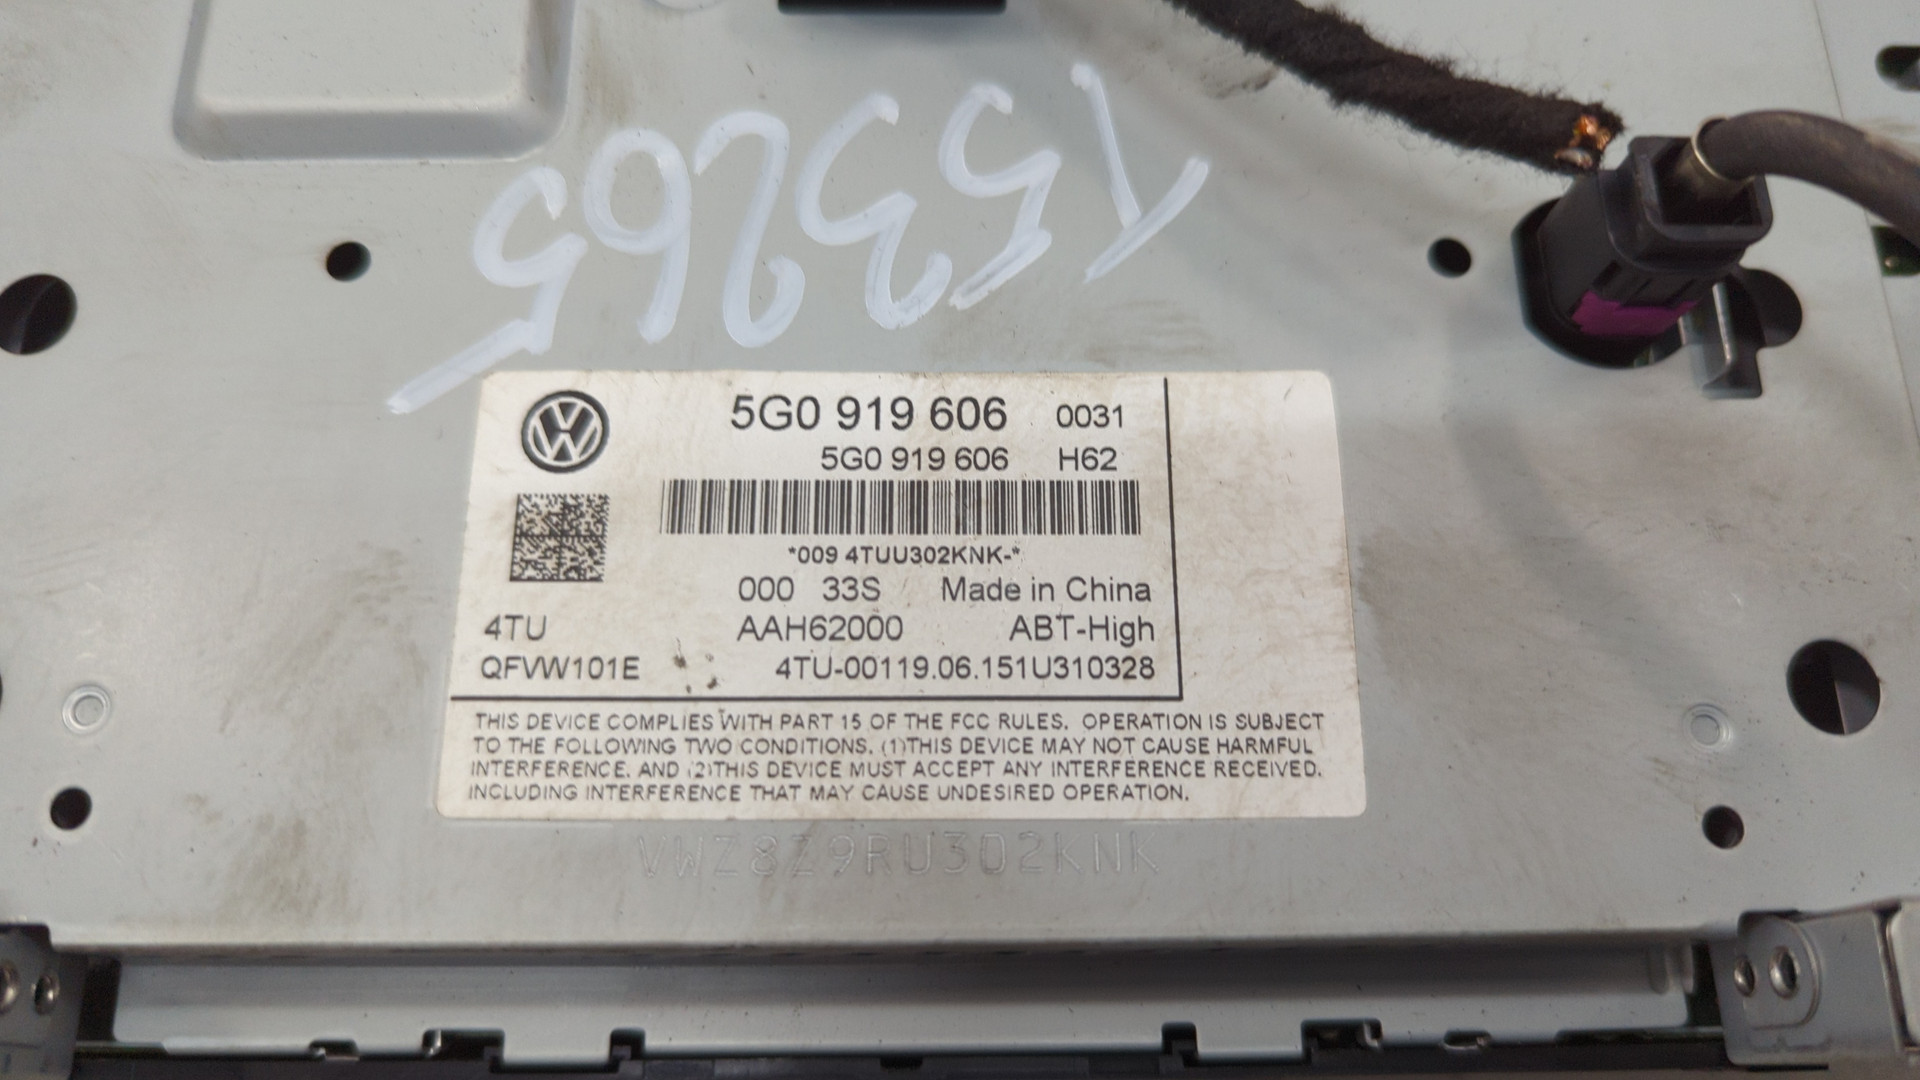 153265
5G0 919 606 0031
5G0 919 606 H62
*009 4TUU302KNK-*
000 33S Made in China
4TU AAH62000 ABT-High
QFVW101E 4TU-00119.06.151U310328
THIS DEVICE COMPLIES WITH PART 15 OF THE FCC RULES. OPERATION IS SUBJECT
TO THE FOLLOWING TWO CONDITIONS. (1)THIS DEVICE MAY NOT CAUSE HARMFUL
INTERFERENCE. AND (2)THIS DEVICE MUST ACCEPT ANY INTERFERENCE RECEIVED.
INCLUDING INTERFERENCE THAT MAY CAUSE UNDESIRED OPERATION.
VWZ8Z9RU302KNK